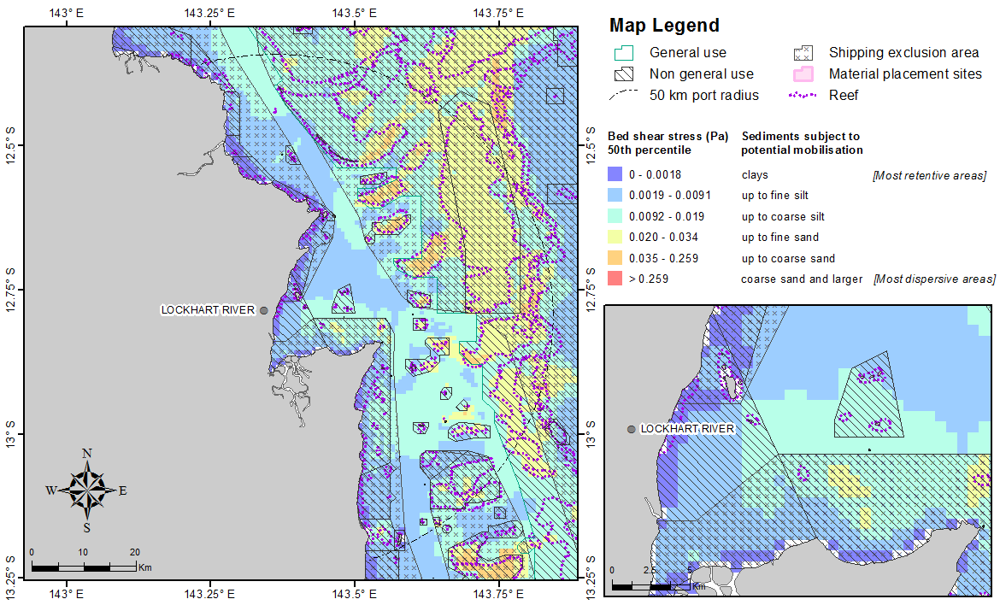 143° E
143.25° E
143.5° E
143.75° E
12.5° S
12.5° S
12.75° S
12.75° S
13° S
13° S
13.25° S
13.25° S
LOCKHART RIVER
N
W
E
S
0 10 20
Km
143° E
143.25° E
143.5° E
143.75° E
Map Legend
General use
Shipping exclusion area
Non general use
Material placement sites
50 km port radius
Reef
Bed shear stress (Pa) Sediments subject to
50th percentile potential mobilisation
0 - 0.0018 clays [Most retentive areas]
0.0019 - 0.0091 up to fine silt
0.0092 - 0.019 up to coarse silt
0.020 - 0.034 up to fine sand
0.035 - 0.259 up to coarse sand
> 0.259 coarse sand and larger [Most dispersive areas]
LOCKHART RIVER
0 2.5 5
Km